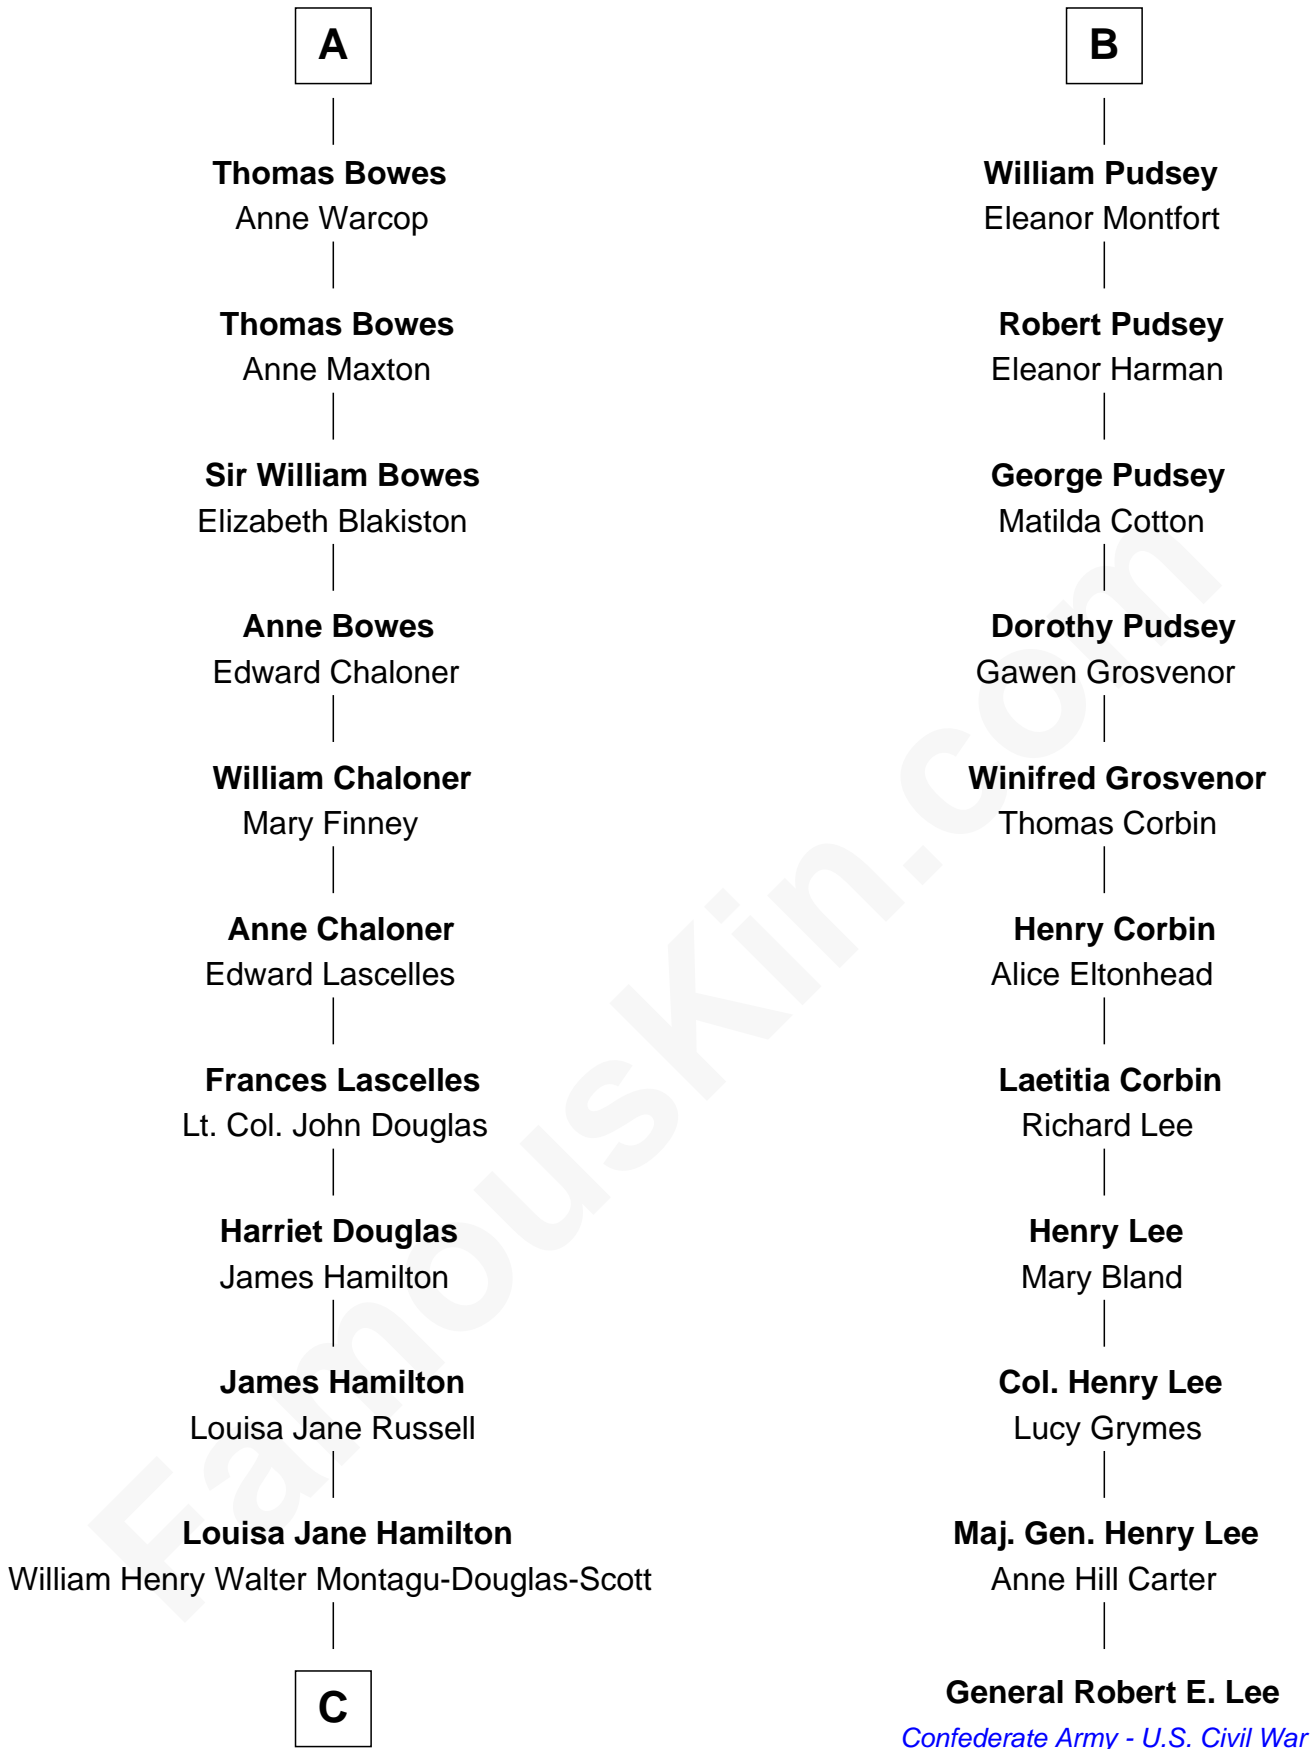 A
Thomas Bowes
Anne Warcop
Thomas Bowes
Anne Maxton
Sir William Bowes
Elizabeth Blakiston
Anne Bowes
Edward Chaloner
William Chaloner
Mary Finney
Anne Chaloner
Edward Lascelles
Frances Lascelles
Lt. Col. John Douglas
Harriet Douglas
James Hamilton
James Hamilton
Louisa Jane Russell
Louisa Jane Hamilton
William Henry Walter Montagu-Douglas-Scott
C
B
William Pudsey
Eleanor Montfort
Robert Pudsey
Eleanor Harman
George Pudsey
Matilda Cotton
Dorothy Pudsey
Gawen Grosvenor
Winifred Grosvenor
Thomas Corbin
Henry Corbin
Alice Eltonhead
Laetitia Corbin
Richard Lee
Henry Lee
Mary Bland
Col. Henry Lee
Lucy Grymes
Maj. Gen. Henry Lee
Anne Hill Carter
General Robert E. Lee
Confederate Army - U.S. Civil War
FamousKin.com